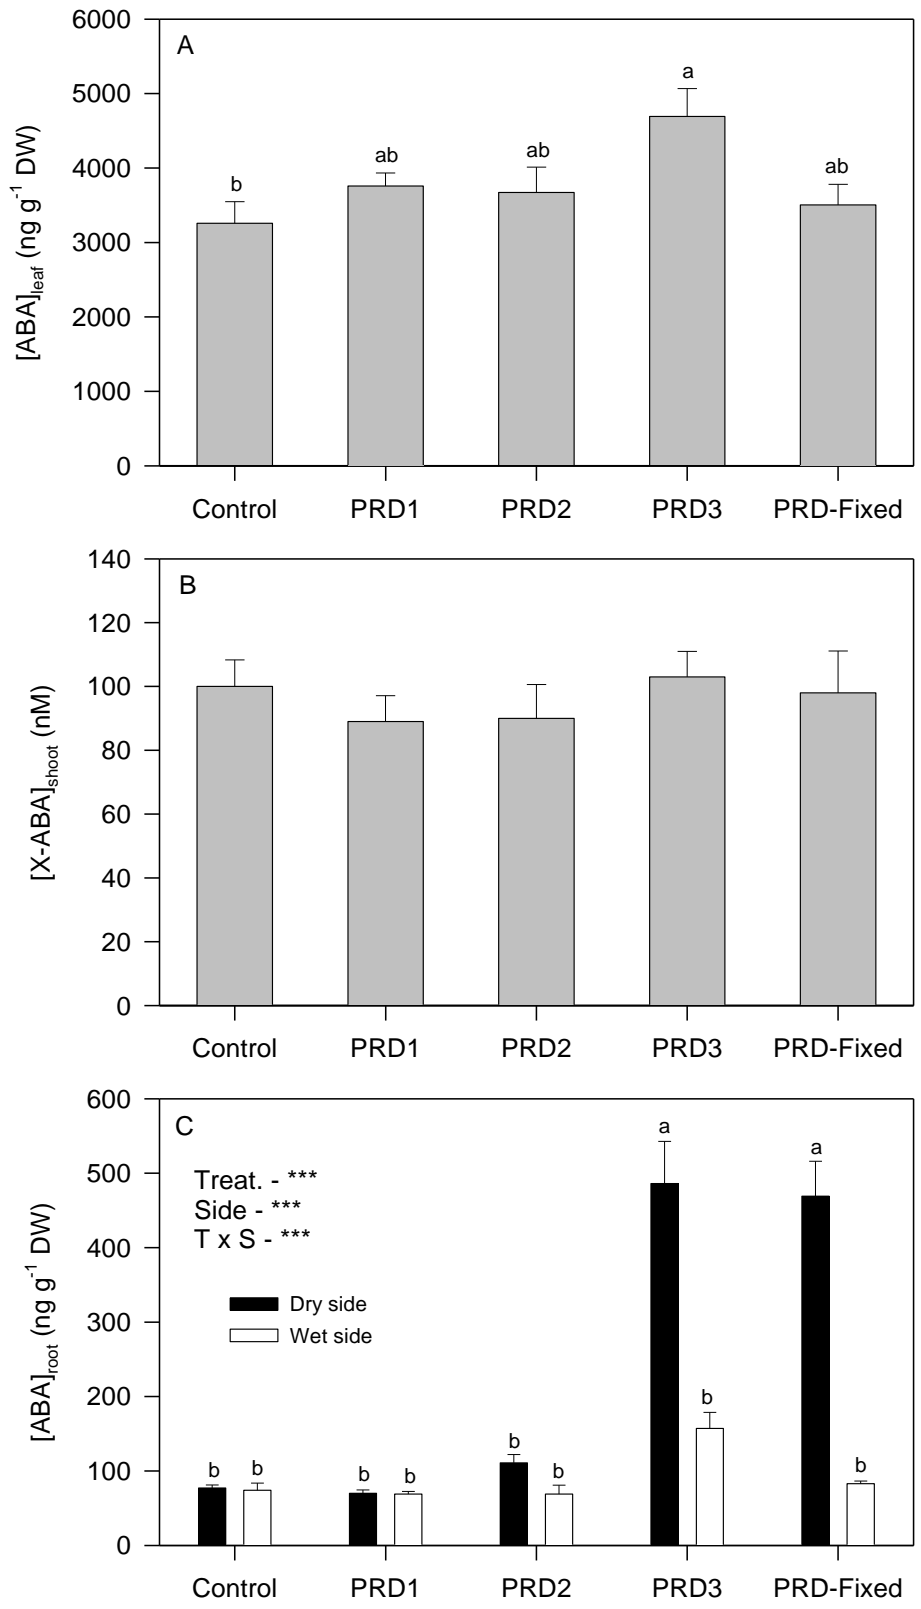 A
6000
5000
4000
3000
2000
1000
0
[ABA]leaf (ng g-1 DW)
b
ab
ab
a
ab
Control PRD1 PRD2 PRD3 PRD-Fixed
B
140
120
100
80
60
40
20
0
[X-ABA]shoot (nM)
Control PRD1 PRD2 PRD3 PRD-Fixed
C
600
500
400
300
200
100
0
[ABA]root (ng g-1 DW)
Treat. - ***
Side - ***
T x S - ***
Dry side
Wet side
b b b b b b a b a b
Control PRD1 PRD2 PRD3 PRD-Fixed